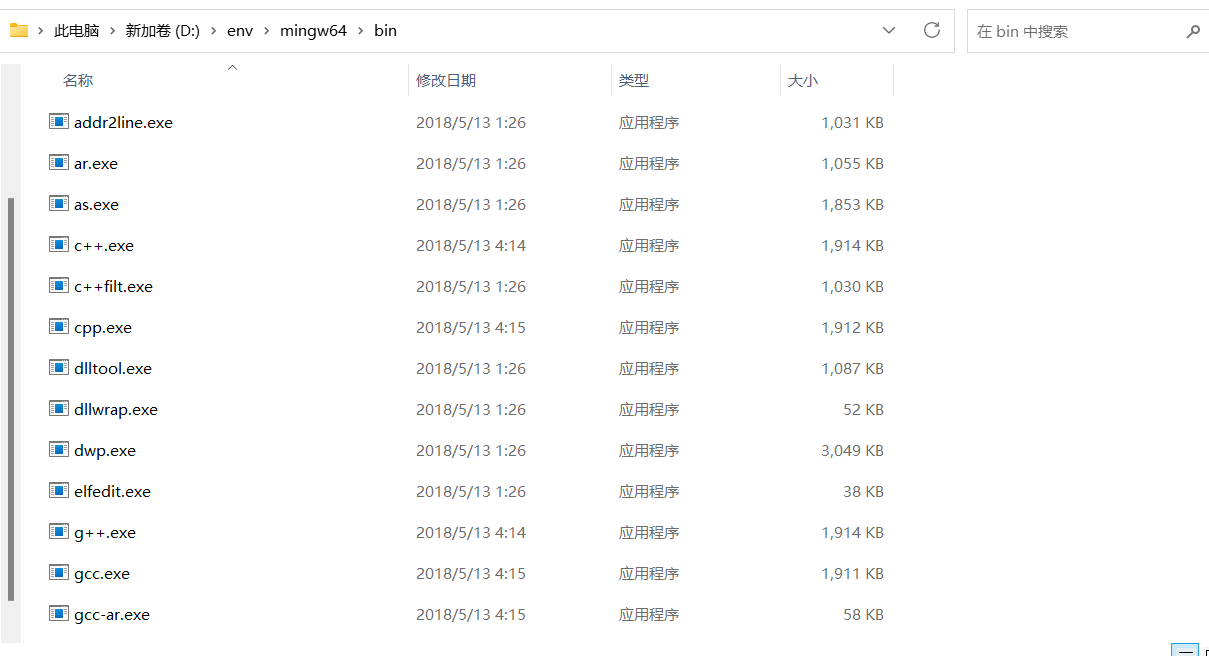 此电脑 新加卷 (D:) env mingw64 bin 在 bin 中搜索
名称 修改日期 类型 大小
addr2line.exe 2018/5/13 1:26 应用程序 1,031 KB
ar.exe 2018/5/13 1:26 应用程序 1,055 KB
as.exe 2018/5/13 1:26 应用程序 1,853 KB
c++.exe 2018/5/13 4:14 应用程序 1,914 KB
c++filt.exe 2018/5/13 1:26 应用程序 1,030 KB
cpp.exe 2018/5/13 4:15 应用程序 1,912 KB
dlltool.exe 2018/5/13 1:26 应用程序 1,087 KB
dllwrap.exe 2018/5/13 1:26 应用程序 52 KB
dwp.exe 2018/5/13 1:26 应用程序 3,049 KB
elfedit.exe 2018/5/13 1:26 应用程序 38 KB
g++.exe 2018/5/13 4:14 应用程序 1,914 KB
gcc.exe 2018/5/13 4:15 应用程序 1,911 KB
gcc-ar.exe 2018/5/13 4:15 应用程序 58 KB